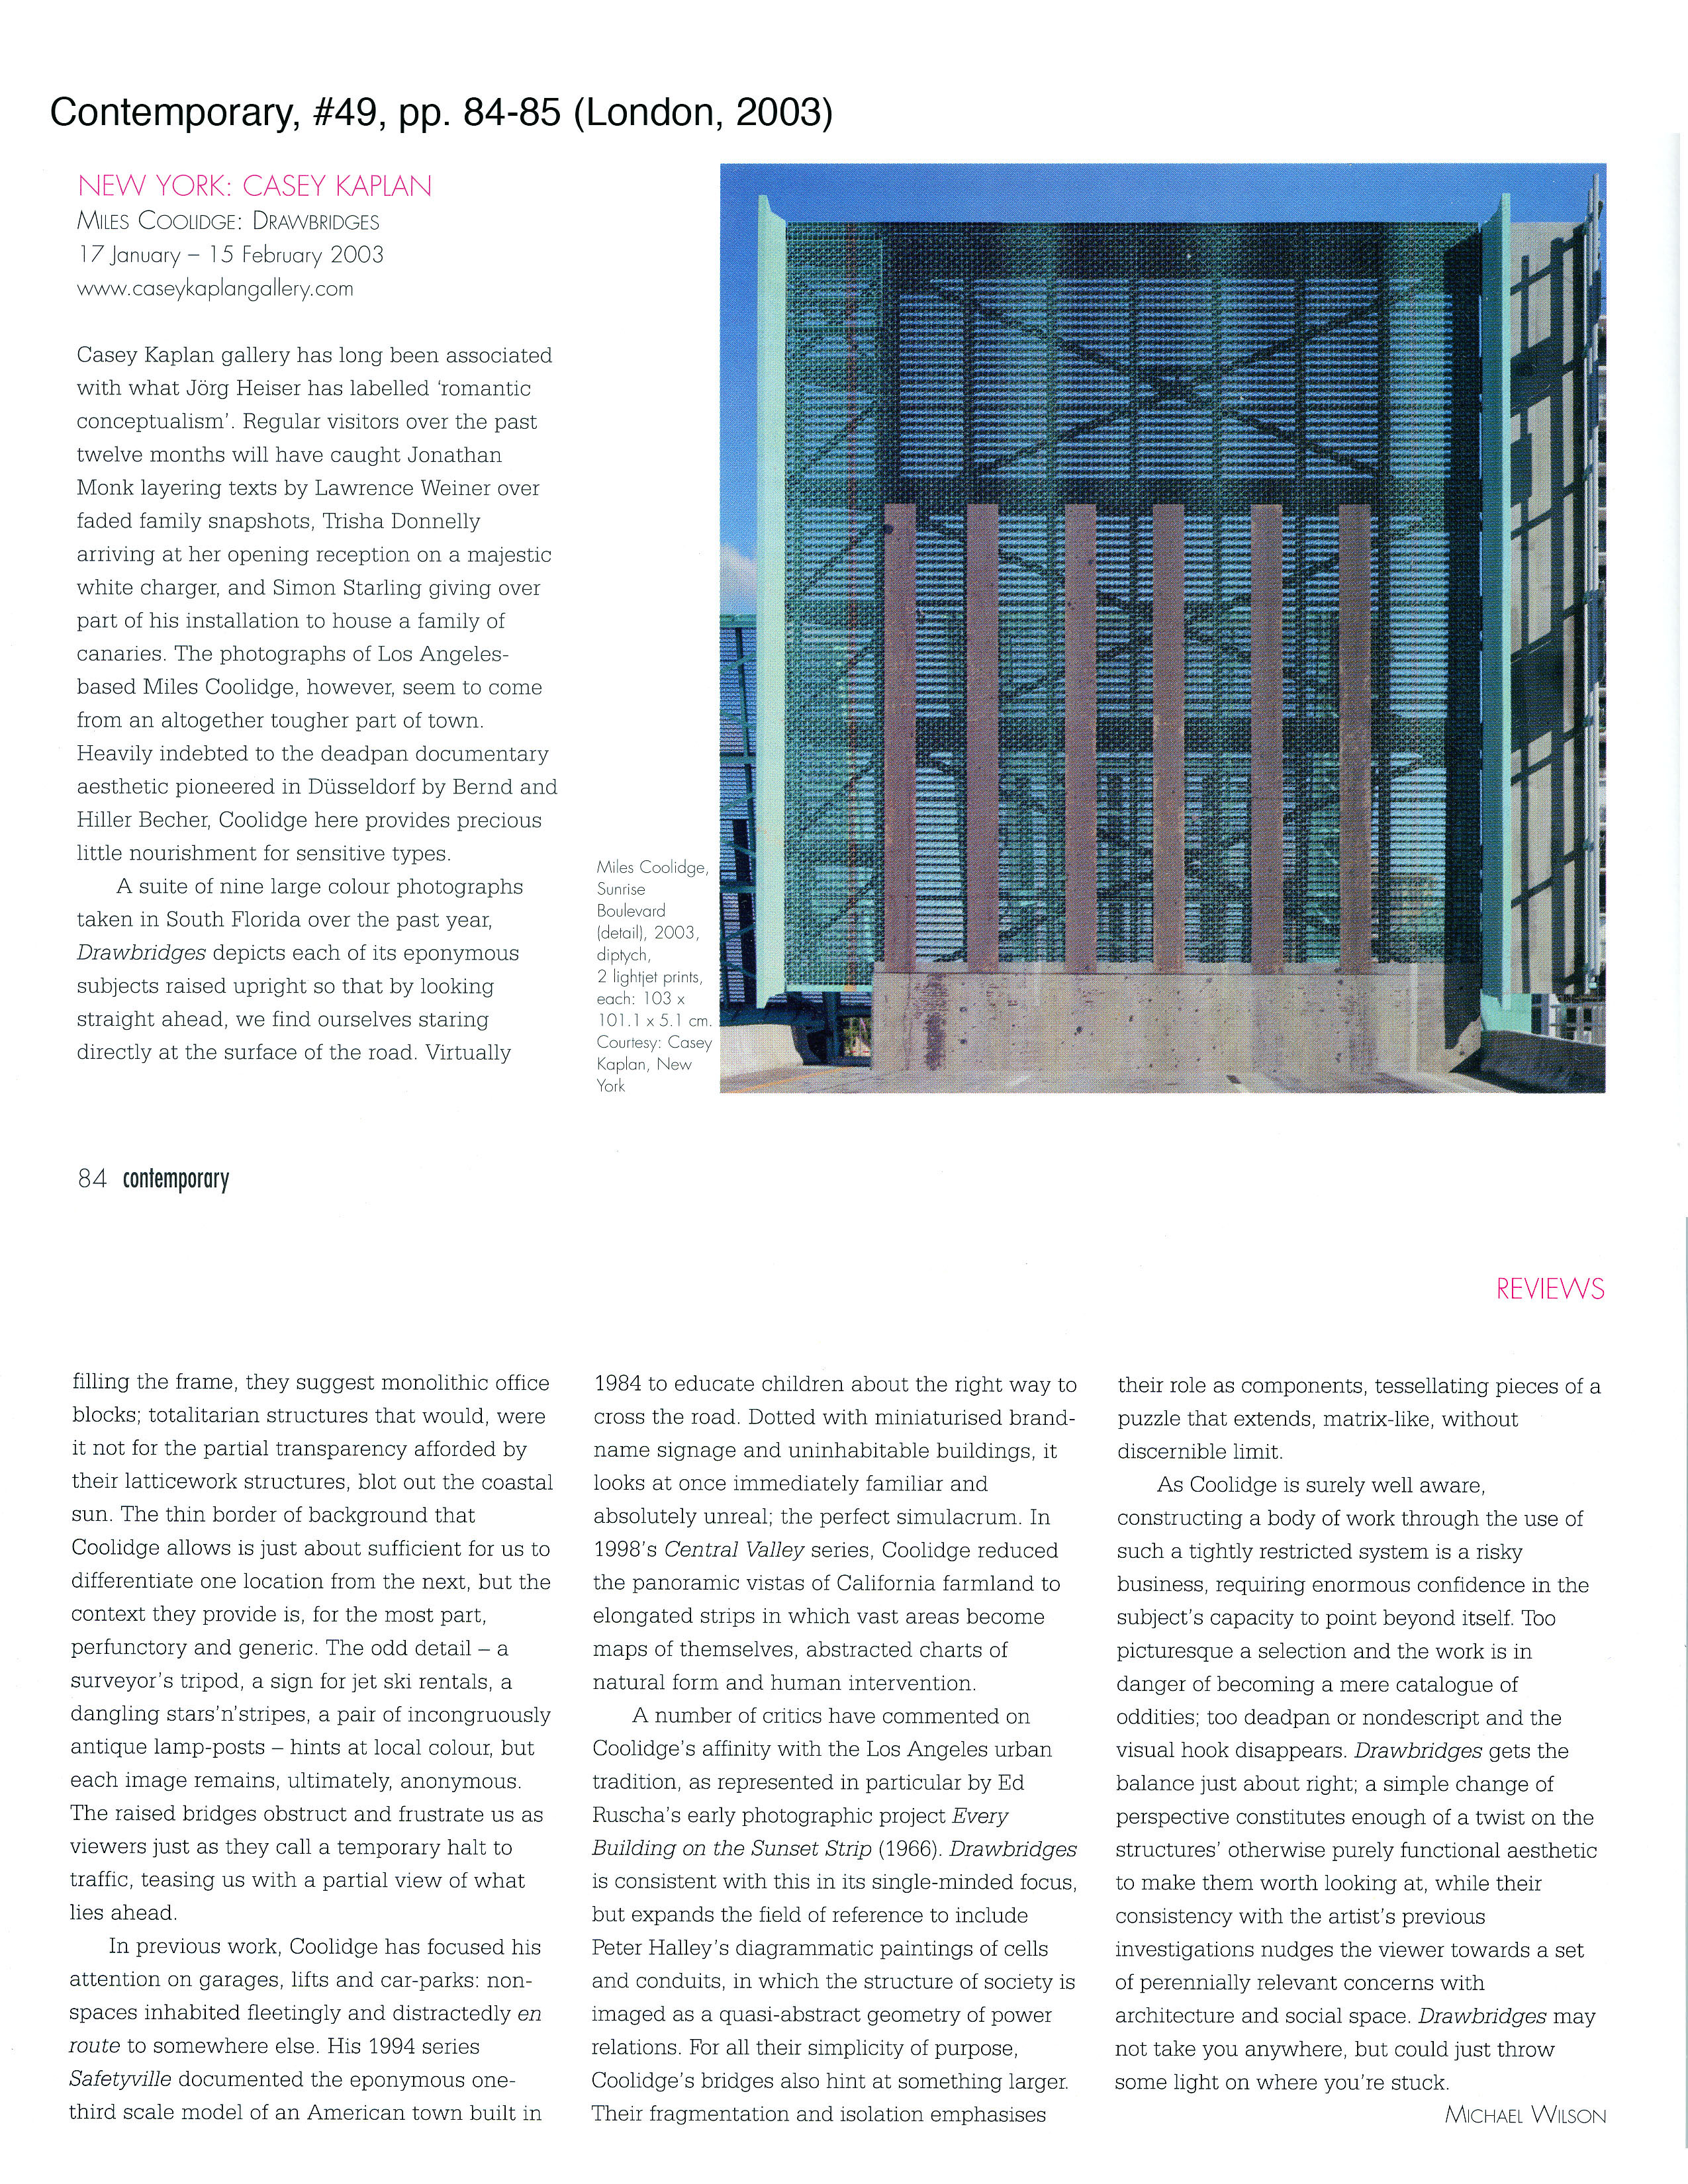 Contemporary, #49, pp. 84-85 (London, 2003)
NEW YORK: CASEY KAPLAN
MILES COOLIDGE: DRAWBRIDGES
17 January – 15 February 2003
www.caseykaplangallery.com
Casey Kaplan gallery has long been associated
with what Jörg Heiser has labelled ‘romantic
conceptualism’. Regular visitors over the past
twelve months will have caught Jonathan
Monk layering texts by Lawrence Weiner over
faded family snapshots, Trisha Donnelly
arriving at her opening reception on a majestic
white charger, and Simon Starling giving over
part of his installation to house a family of
canaries. The photographs of Los Angeles-
based Miles Coolidge, however, seem to come
from an altogether tougher part of town.
Heavily indebted to the deadpan documentary
aesthetic pioneered in Düsseldorf by Bernd and
Hiller Becher, Coolidge here provides precious
little nourishment for sensitive types.
A suite of nine large colour photographs
taken in South Florida over the past year,
Drawbridges depicts each of its eponymous
subjects raised upright so that by looking
straight ahead, we find ourselves staring
directly at the surface of the road. Virtually
Miles Coolidge,
Sunrise
Boulevard
(detail), 2003,
diptych,
2 lightjet prints,
each: 103 x
101.1 x 5.1 cm.
Courtesy: Casey
Kaplan, New
York
84 contemporary
REVIEWS
filling the frame, they suggest monolithic office
blocks; totalitarian structures that would, were
it not for the partial transparency afforded by
their latticework structures, blot out the coastal
sun. The thin border of background that
Coolidge allows is just about sufficient for us to
differentiate one location from the next, but the
context they provide is, for the most part,
perfunctory and generic. The odd detail – a
surveyor’s tripod, a sign for jet ski rentals, a
dangling stars’n’stripes, a pair of incongruously
antique lamp-posts – hints at local colour, but
each image remains, ultimately, anonymous.
The raised bridges obstruct and frustrate us as
viewers just as they call a temporary halt to
traffic, teasing us with a partial view of what
lies ahead.
In previous work, Coolidge has focused his
attention on garages, lifts and car-parks: non-
spaces inhabited fleetingly and distractedly en
route to somewhere else. His 1994 series
Safetyville documented the eponymous one-
third scale model of an American town built in
1984 to educate children about the right way to
cross the road. Dotted with miniaturised brand-
name signage and uninhabitable buildings, it
looks at once immediately familiar and
absolutely unreal; the perfect simulacrum. In
1998’s Central Valley series, Coolidge reduced
the panoramic vistas of California farmland to
elongated strips in which vast areas become
maps of themselves, abstracted charts of
natural form and human intervention.
A number of critics have commented on
Coolidge’s affinity with the Los Angeles urban
tradition, as represented in particular by Ed
Ruscha’s early photographic project Every
Building on the Sunset Strip (1966). Drawbridges
is consistent with this in its single-minded focus,
but expands the field of reference to include
Peter Halley’s diagrammatic paintings of cells
and conduits, in which the structure of society is
imaged as a quasi-abstract geometry of power
relations. For all their simplicity of purpose,
Coolidge’s bridges also hint at something larger.
Their fragmentation and isolation emphasises
their role as components, tessellating pieces of a
puzzle that extends, matrix-like, without
discernible limit.
As Coolidge is surely well aware,
constructing a body of work through the use of
such a tightly restricted system is a risky
business, requiring enormous confidence in the
subject’s capacity to point beyond itself. Too
picturesque a selection and the work is in
danger of becoming a mere catalogue of
oddities; too deadpan or nondescript and the
visual hook disappears. Drawbridges gets the
balance just about right; a simple change of
perspective constitutes enough of a twist on the
structures’ otherwise purely functional aesthetic
to make them worth looking at, while their
consistency with the artist’s previous
investigations nudges the viewer towards a set
of perennially relevant concerns with
architecture and social space. Drawbridges may
not take you anywhere, but could just throw
some light on where you’re stuck.
MICHAEL WILSON